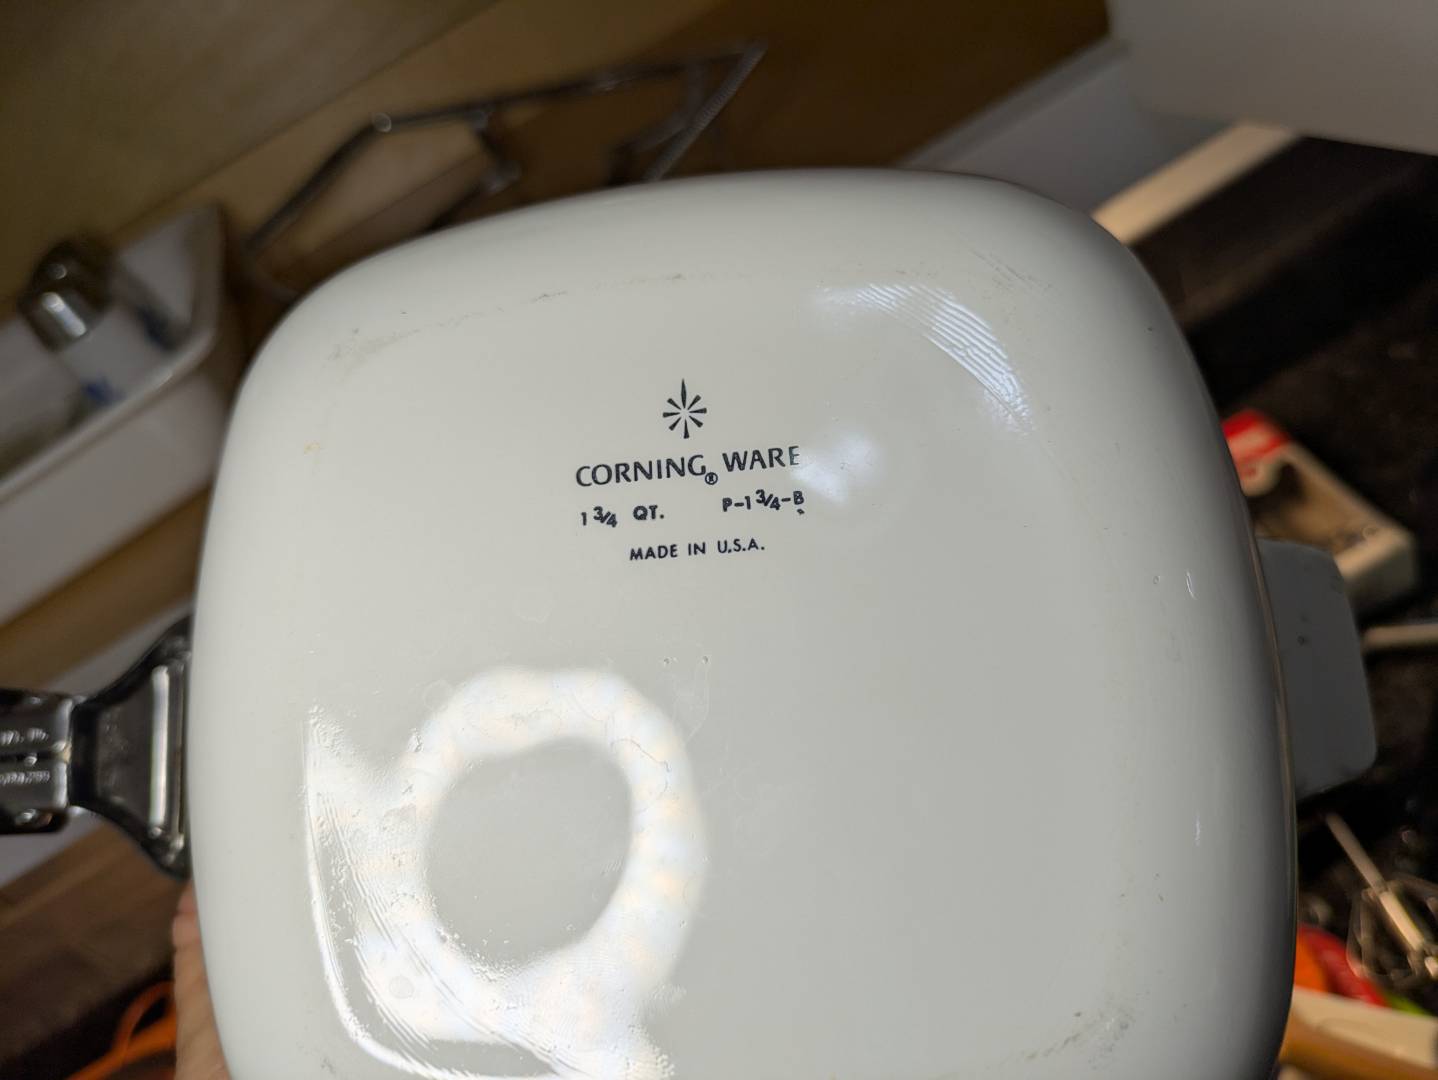 CORNING® WARE
1 3/4 QT. P-1 3/4-B
MADE IN U.S.A.